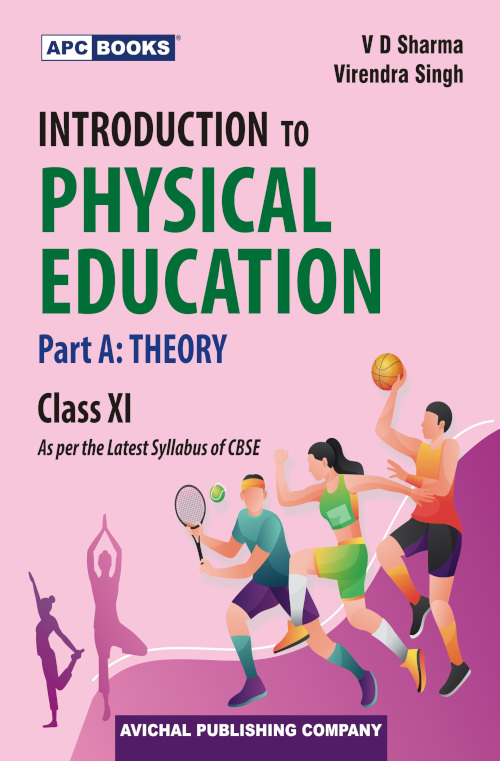 APC BOOKS®
V D Sharma
Virendra Singh
INTRODUCTION TO
PHYSICAL
EDUCATION
Part A: THEORY
Class XI
As per the Latest Syllabus of CBSE
AVICHAL PUBLISHING COMPANY